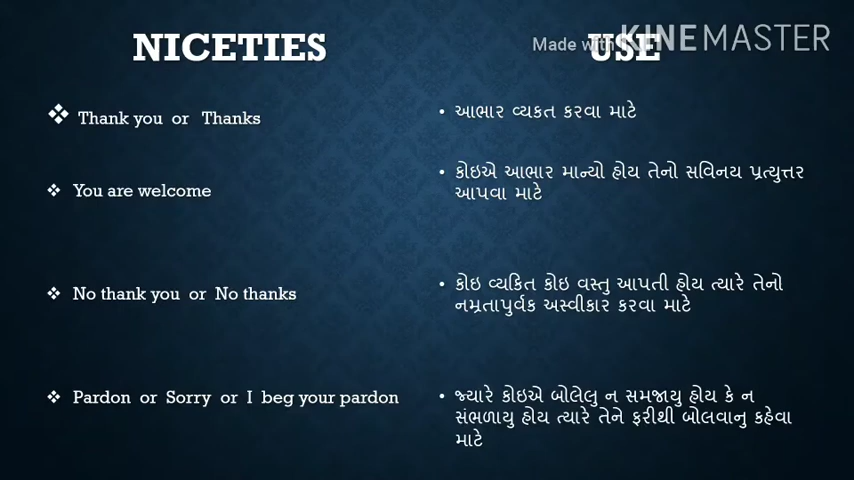 NICETIES
USE
Made with KINEMASTER
Thank you or Thanks
આભાર વ્યકત કરવા માટે
You are welcome
કોઇએ આભાર માન્યો હોય તેનો સવિનય પ્રત્યુત્તર
આપવા માટે
No thank you or No thanks
કોઇ વ્યકિત કોઇ વસ્તુ આપતી હોય ત્યારે તેનો
નમ્રતાપુર્વક અસ્વીકાર કરવા માટે
Pardon or Sorry or I beg your pardon
જ્યારે કોઇએ બોલેલુ ન સમજાયુ હોય કે ન
સંભળાયુ હોય ત્યારે તેને ફરીથી બોલવાનુ કહેવા
માટે